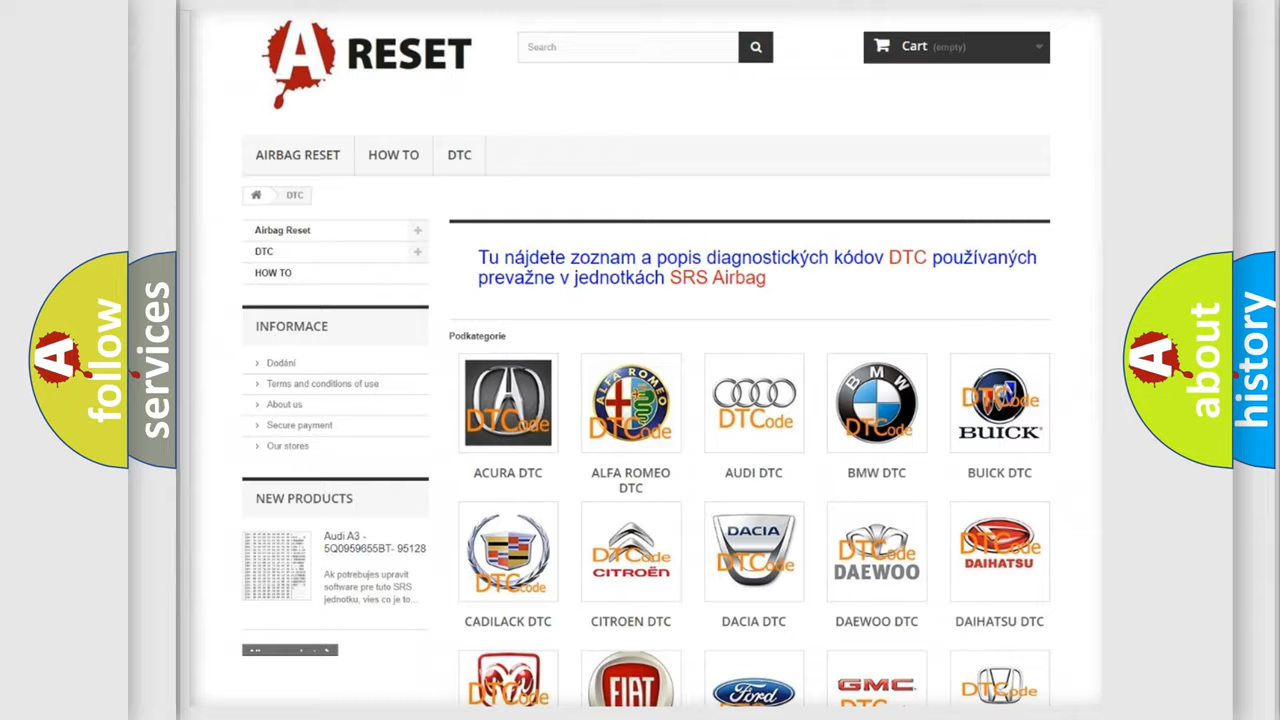 A RESET
Search
Cart (empty)
AIRBAG RESET
HOW TO
DTC
DTC
Airbag Reset
DTC
HOW TO
INFORMACE
Dodání
Terms and conditions of use
About us
Secure payment
Our stores
NEW PRODUCTS
Audi A3 -
5Q0959655BT- 95128
Ak potrebujes upravit
software pre tuto SRS
jednotku, vies co je to...
Tu nájdete zoznam a popis diagnostických kódov DTC používaných
prevažne v jednotkách SRS Airbag
Podkategorie
DTCode
ALFA ROMEO
DTCode
DTCode
BMW
DTCode
DTCode
BUICK
ACURA DTC
ALFA ROMEO
DTC
AUDI DTC
BMW DTC
BUICK DTC
DTCode
DTCode
CITROËN
DACIA
DTCode
DTCode
DAEWOO
DTCode
DAIHATSU
CADILACK DTC
CITROEN DTC
DACIA DTC
DAEWOO DTC
DAIHATSU DTC
DTCode
FIAT
Ford
GMC
DTCode
A follow
services
A about
history